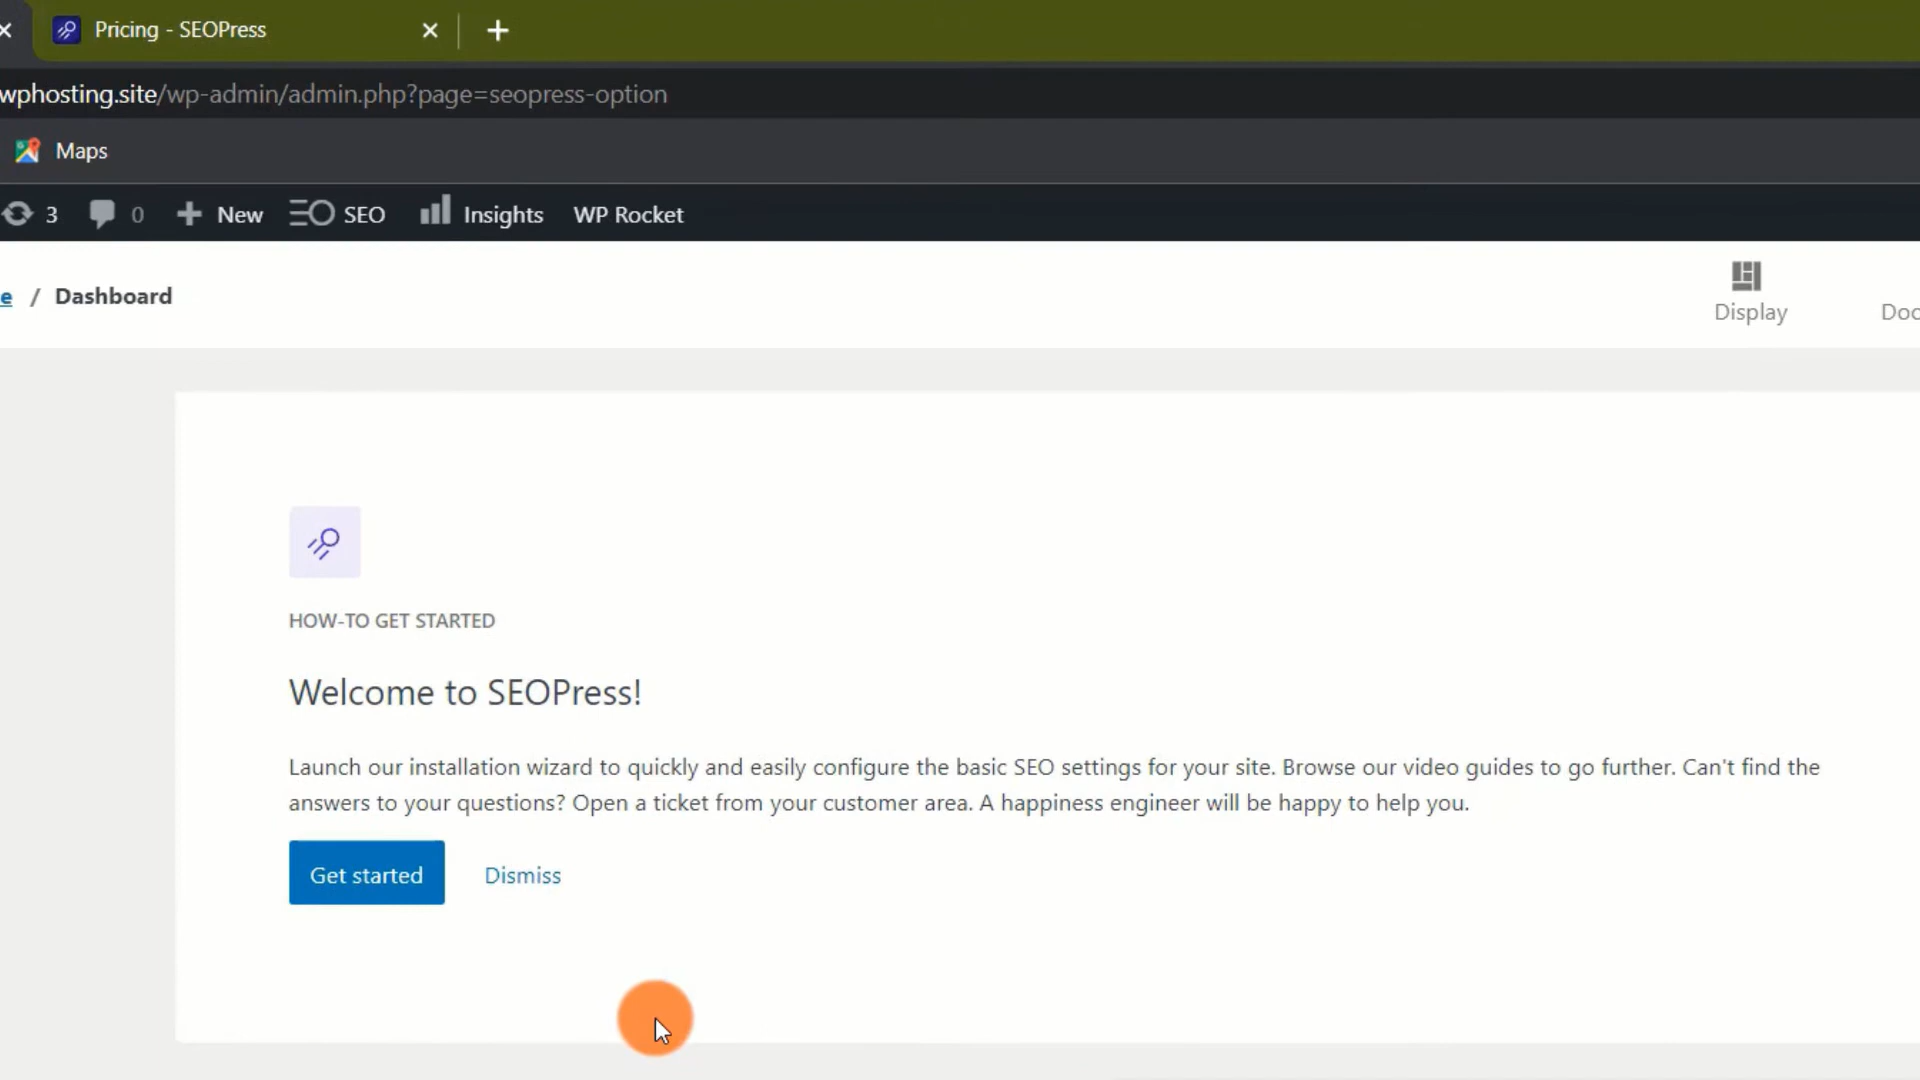 Pricing - SEOPress
wphosting.site/wp-admin/admin.php?page=seopress-option
Maps
3 0 New SEO Insights WP Rocket
e / Dashboard
Display
Doc
HOW-TO GET STARTED
Welcome to SEOPress!
Launch our installation wizard to quickly and easily configure the basic SEO settings for your site. Browse our video guides to go further. Can't find the
answers to your questions? Open a ticket from your customer area. A happiness engineer will be happy to help you.
Get started Dismiss